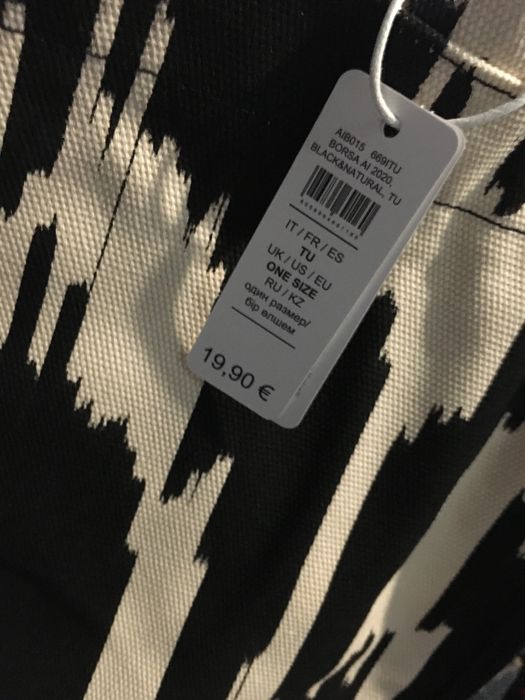 AIB015 669ITU
BORSA AI 2020,
BLACK&NATURAL, TU
IT / FR / ES
TU
UK / US / EU
ONE SIZE
RU / KZ
один размер/
бір өлшем
19,90 €